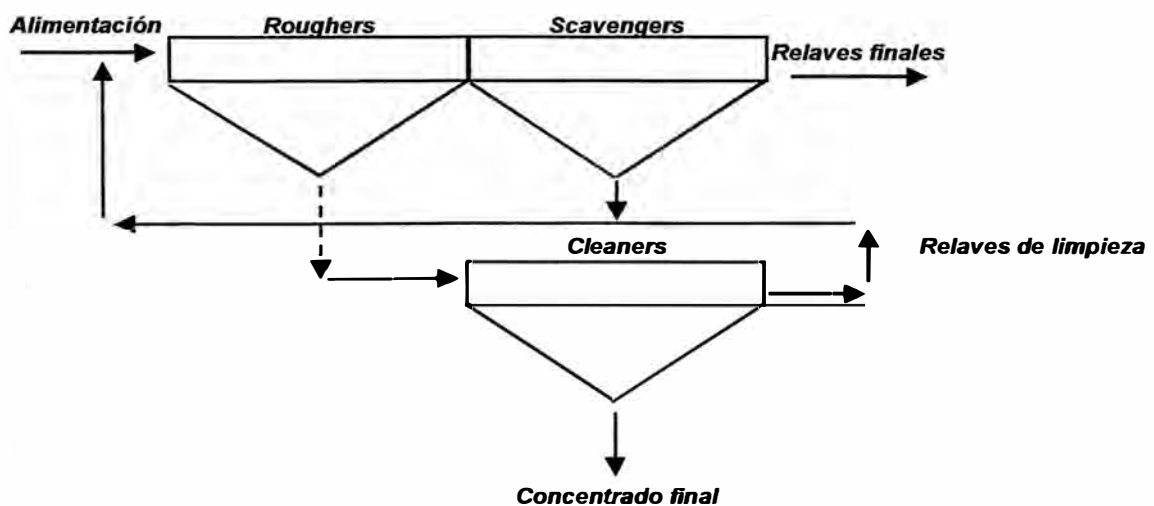 Alimentación
Roughers
Scavengers
Relaves finales
Cleaners
Relaves de limpieza
Concentrado final